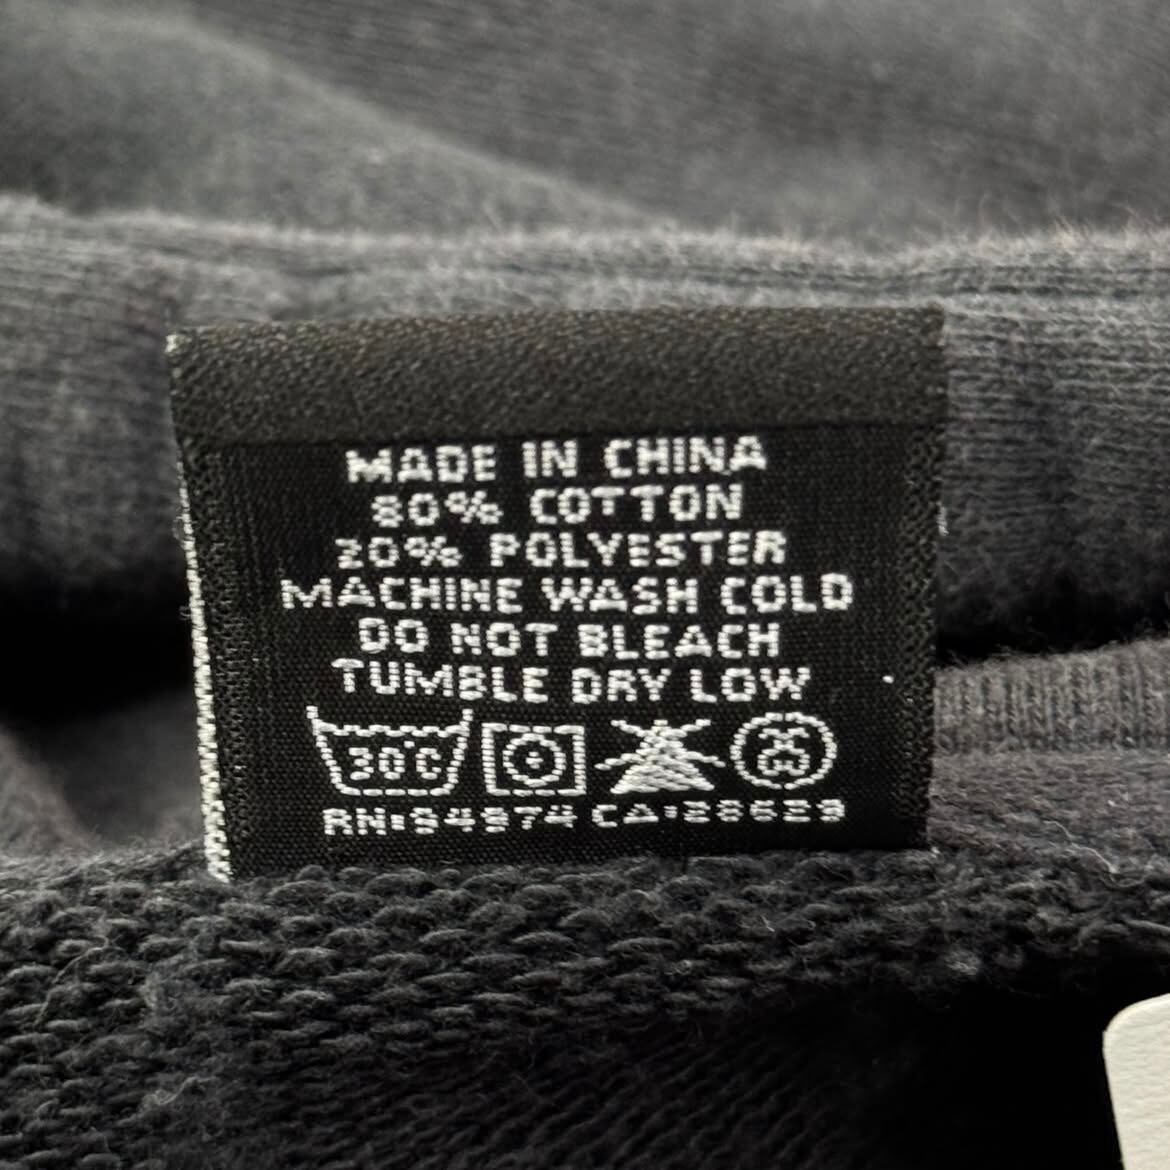 MADE IN CHINA
80% COTTON
20% POLYESTER
MACHINE WASH COLD
DO NOT BLEACH
TUMBLE DRY LOW
30°C
RN:94974 CA:28629